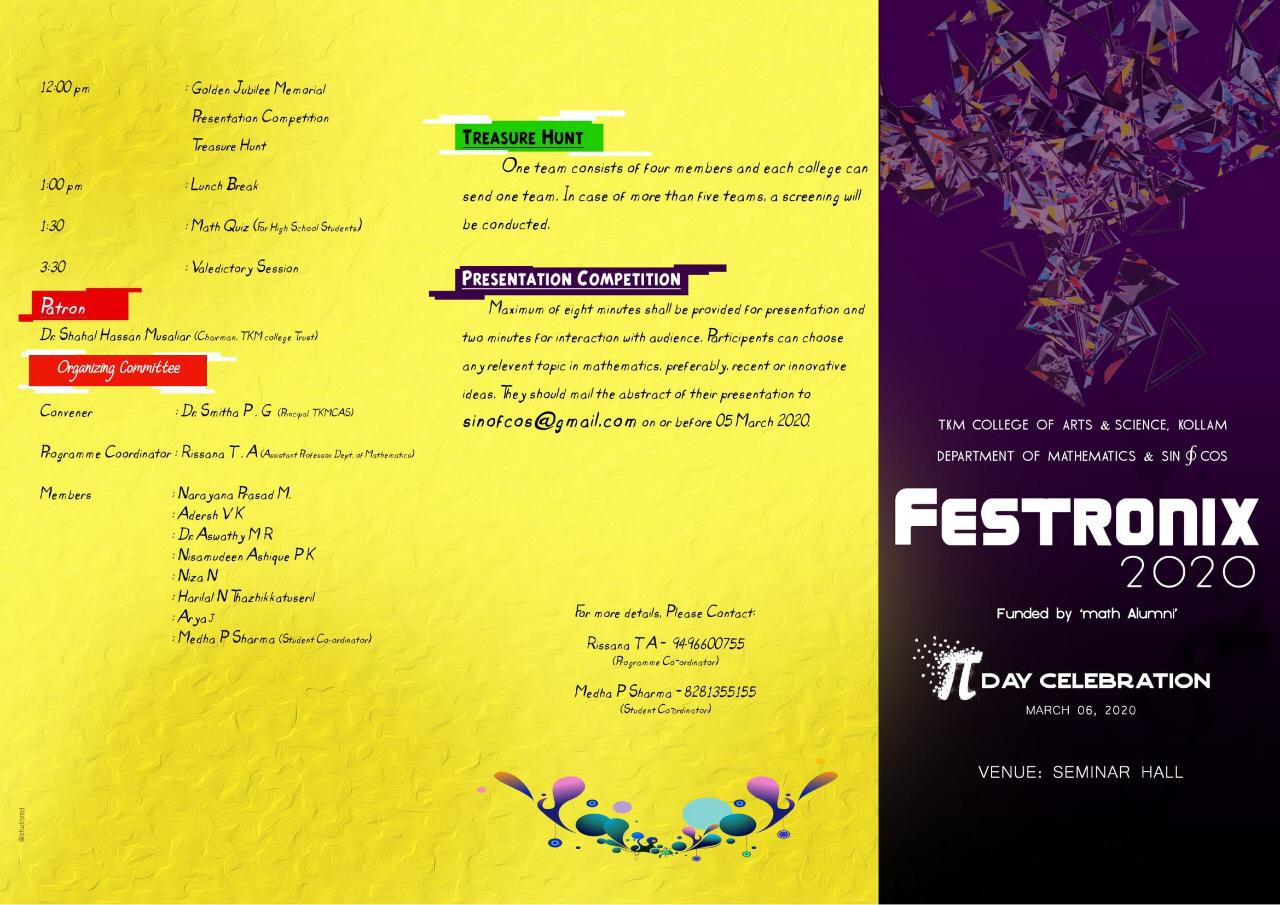 12:00 pm : Golden Jubilee Memorial
Presentation Competition
Treasure Hunt
1:00 pm : Lunch Break
1:30 : Math Quiz (For High School Students)
3:30 : Valedictory Session
Patron
Dr. Shahal Hassan Musaliar (Chairman, TKM college Trust)
Organizing Committee
Convener : Dr. Smitha P. G (Principal TKMCAS)
Programme Coordinator : Rissana T. A (Assistant Professor Dept. of Mathematics)
Members : Narayana Prasad M.
: Adersh V K
: Dr. Aswathy M R
: Nisamudeen Ashique P K
: Niza N
: Harilal N Thazhikkatuseril
: Arya J
: Medha P Sharma (Student Co-ordinator)
@studiored
TREASURE HUNT
One team consists of four members and each college can
send one team. In case of more than five teams, a screening will
be conducted.
PRESENTATION COMPETITION
Maximum of eight minutes shall be provided for presentation and
two minutes for interaction with audience. Participants can choose
any relevent topic in mathematics, preferably, recent or innovative
ideas. They should mail the abstract of their presentation to
sinofcos@gmail.com on or before 05 March 2020.
For more details, Please Contact:
Rissana T A - 9496600755
(Programme Co-ordinator)
Medha P Sharma - 8281355155
(Student Co-ordinator)
TKM COLLEGE OF ARTS & SCIENCE, KOLLAM
DEPARTMENT OF MATHEMATICS & SIN ∮ COS
FESTRONIX
2020
Funded by ‘math Alumni’
π DAY CELEBRATION
MARCH 06, 2020
VENUE: SEMINAR HALL